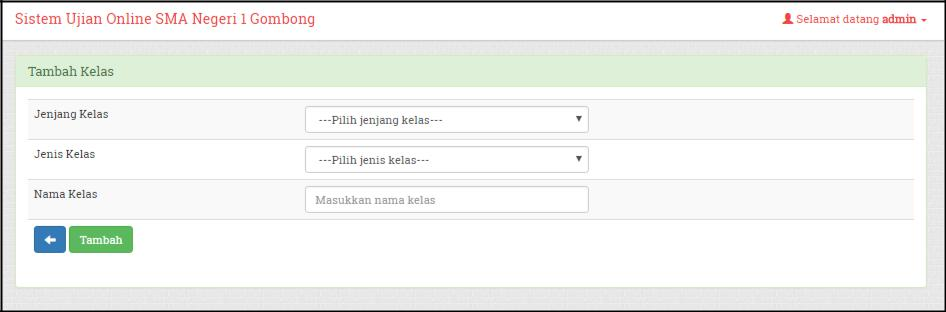 Sistem Ujian Online SMA Negeri 1 Gombong
Selamat datang admin
Tambah Kelas
Jenjang Kelas
---Pilih jenjang kelas---
Jenis Kelas
---Pilih jenis kelas---
Nama Kelas
Masukkan nama kelas
Tambah